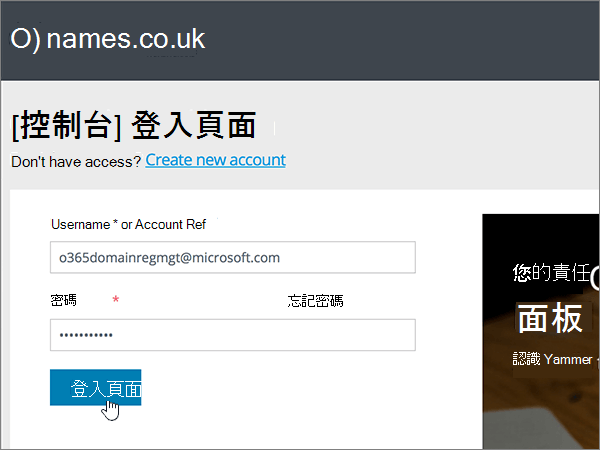 O) names.co.uk
[控制台] 登入頁面
Don't have access? Create new account
Username * or Account Ref
o365domainregmgt@microsoft.com
密碼 * 忘記密碼
•••••••••••
登入頁面
您的責任
面板
認識 Yammer